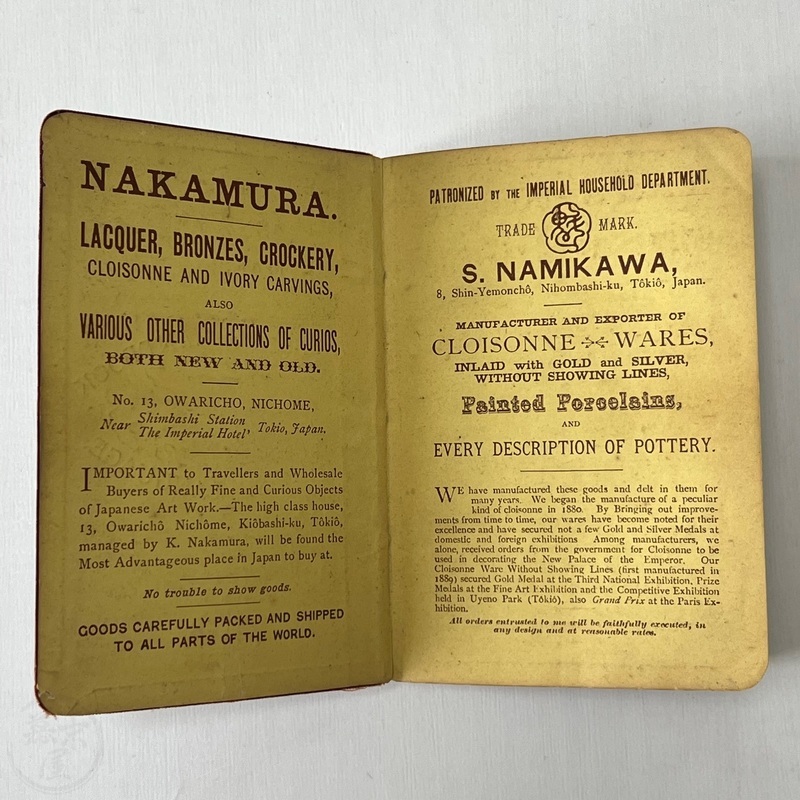 NAKAMURA.
LACQUER, BRONZES, CROCKERY,
CLOISONNE AND IVORY CARVINGS,
ALSO
VARIOUS OTHER COLLECTIONS OF CURIOS,
BOTH NEW AND OLD.
No. 13, OWARICHO, NICHOME,
Near Shimbashi Station
The Imperial Hotel' Tokio, Japan.
IMPORTANT to Travellers and Wholesale
Buyers of Really Fine and Curious Objects
of Japanese Art Work.—The high class house,
13, Owarichô Nichôme, Kiôbashi-ku, Tôkiô,
managed by K. Nakamura, will be found the
Most Advantageous place in Japan to buy at.
No trouble to show goods.
GOODS CAREFULLY PACKED AND SHIPPED
TO ALL PARTS OF THE WORLD.
PATRONIZED BY THE IMPERIAL HOUSEHOLD DEPARTMENT.
TRADE MARK.
S. NAMIKAWA,
8, Shin-Yemonchô, Nihombashi-ku, Tôkiô, Japan.
MANUFACTURER AND EXPORTER OF
CLOISONNE WARES,
INLAID with GOLD and SILVER,
WITHOUT SHOWING LINES,
Painted Porcelains,
AND
EVERY DESCRIPTION OF POTTERY.
WE have manufactured these goods and delt in them for
many years. We began the manufacture of a peculiar
kind of cloisonne in 1880. By Bringing out improve-
ments from time to time, our wares have become noted for their
excellence and have secured not a few Gold and Silver Medals at
domestic and foreign exhibitions Among manufacturers, we
alone, received orders from the government for Cloisonne to be
used in decorating the New Palace of the Emperor. Our
Cloisonne Ware Without Showing Lines (first manufactured in
1889) secured Gold Medal at the Third National Exhibition, Prize
Medals at the Fine Art Exhibition and the Competitive Exhibition
held in Uyeno Park (Tôkiô), also Grand Prix at the Paris Ex-
hibition.
All orders entrusted to me will be faithfully executed, in
any design and at reasonable rates.